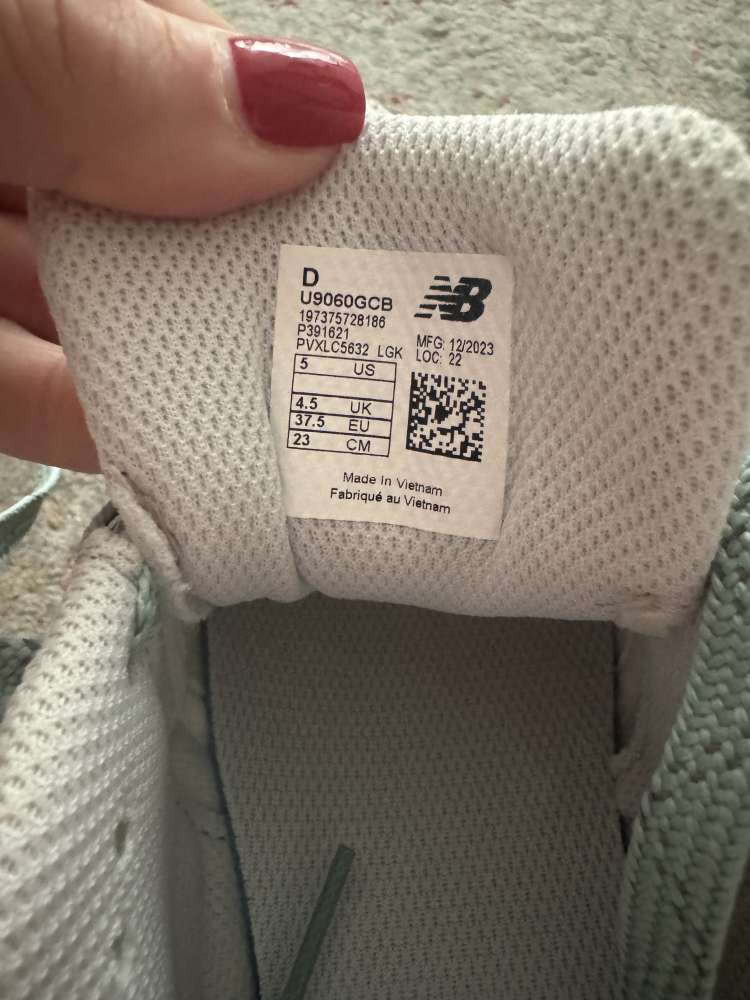 D
U9060GCB
197375728186
P391621
PVXLC5632 LGK
NB
MFG: 12/2023
LOC: 22
5 US
4.5 UK
37.5 EU
23 CM
Made In Vietnam
Fabriqué au Vietnam